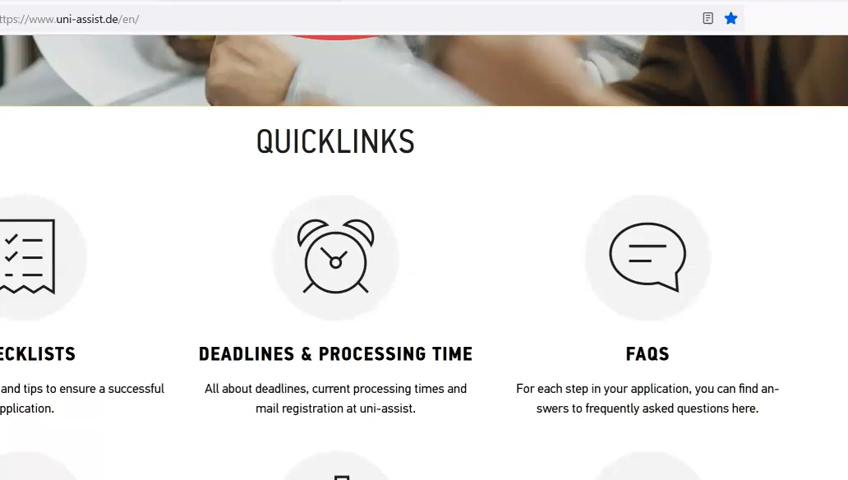 ttps://www.uni-assist.de/en/
QUICKLINKS
ECKLISTS
DEADLINES & PROCESSING TIME
FAQS
and tips to ensure a successful
pplication.
All about deadlines, current processing times and
mail registration at uni-assist.
For each step in your application, you can find an-
swers to frequently asked questions here.